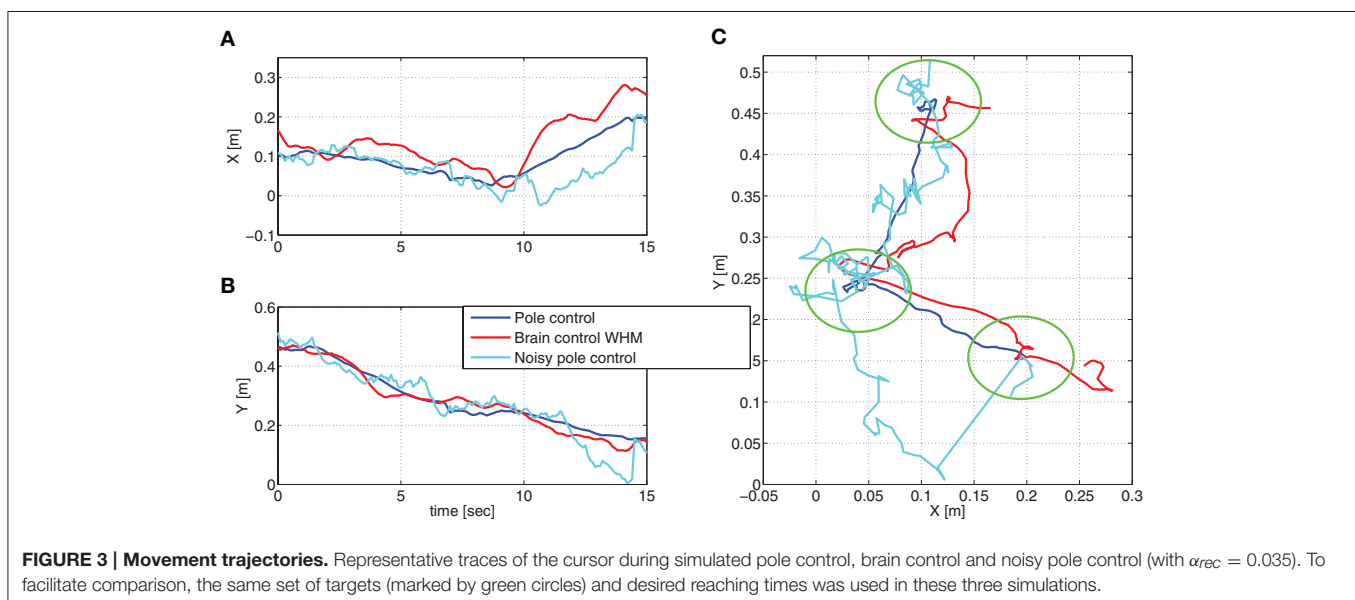 A
X [m]
0.3
0.2
0.1
0
−0.1
0
5
10
15
B
Y [m]
0.6
0.4
0.2
0
0
5
10
15
time [sec]
Pole control
Brain control WHM
Noisy pole control
C
Y [m]
0.5
0.45
0.4
0.35
0.3
0.25
0.2
0.15
0.1
0.05
0
−0.05
0
0.05
0.1
0.15
0.2
0.25
0.3
X [m]
FIGURE 3 | Movement trajectories. Representative traces of the cursor during simulated pole control, brain control and noisy pole control (with αrec = 0.035). To
facilitate comparison, the same set of targets (marked by green circles) and desired reaching times was used in these three simulations.